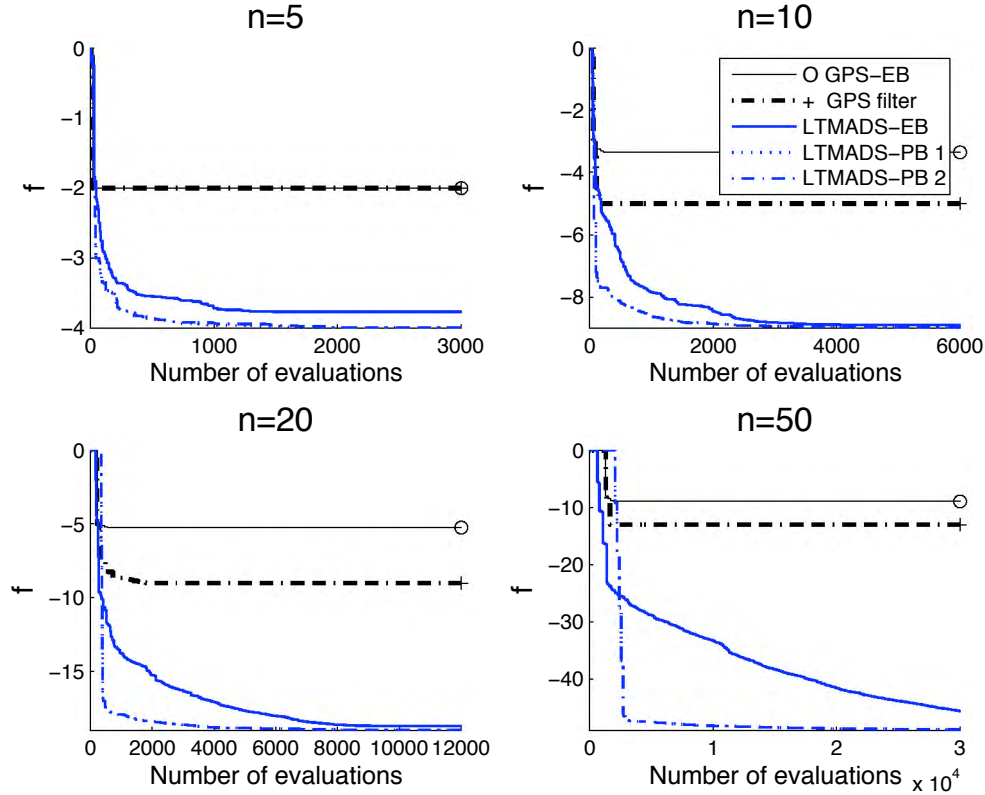 n=5
0
−1
−2
−3
−4
f
0
1000
2000
3000
Number of evaluations
n=10
0
−2
−4
−6
−8
f
0
2000
4000
6000
Number of evaluations
O GPS−EB
+ GPS filter
LTMADS−EB
LTMADS−PB 1
LTMADS−PB 2
n=20
0
−5
−10
−15
f
0
2000
4000
6000
8000
10000
12000
Number of evaluations
n=50
0
−10
−20
−30
−40
f
0
1
2
3
Number of evaluations
x 10^4